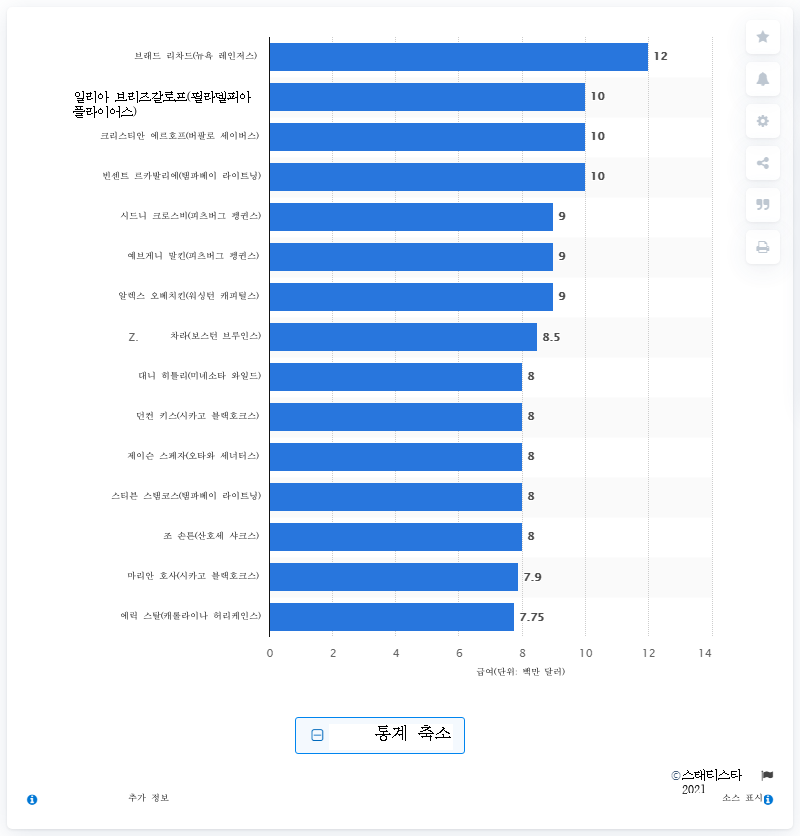 브래드 리차드(뉴욕 레인저스)
12
일리아 브리즈갈로프(필라델피아
플라이어스)
10
크리스티안 에르호프(버팔로 세이버스)
10
빈센트 르카발리에(탬파베이 라이트닝)
10
시드니 크로스비(피츠버그 펭귄스)
9
예브게니 말킨(피츠버그 펭귄스)
9
알렉스 오베치킨(워싱턴 캐피털스)
9
Z. 차라(보스턴 브루인스)
8.5
대니 히틀리(미네소타 와일드)
8
던컨 키스(시카고 블랙호크스)
8
제이슨 스페자(오타와 세너터스)
8
스티븐 스탬코스(탬파베이 라이트닝)
8
조 손튼(산호세 샤크스)
8
마리안 호사(시카고 블랙호크스)
7.9
에릭 스탈(캐롤라이나 허리케인스)
7.75
0 2 4 6 8 10 12 14
급여(단위: 백만 달러)
통계 축소
©스태티스타
2021
추가 정보
소스 표시